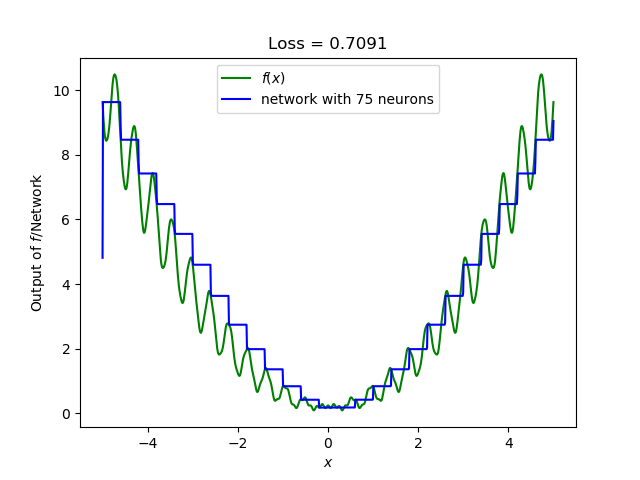 Loss = 0.7091
f(x)
network with 75 neurons
Output of f/Network
10
8
6
4
2
0
−4
−2
0
2
4
x